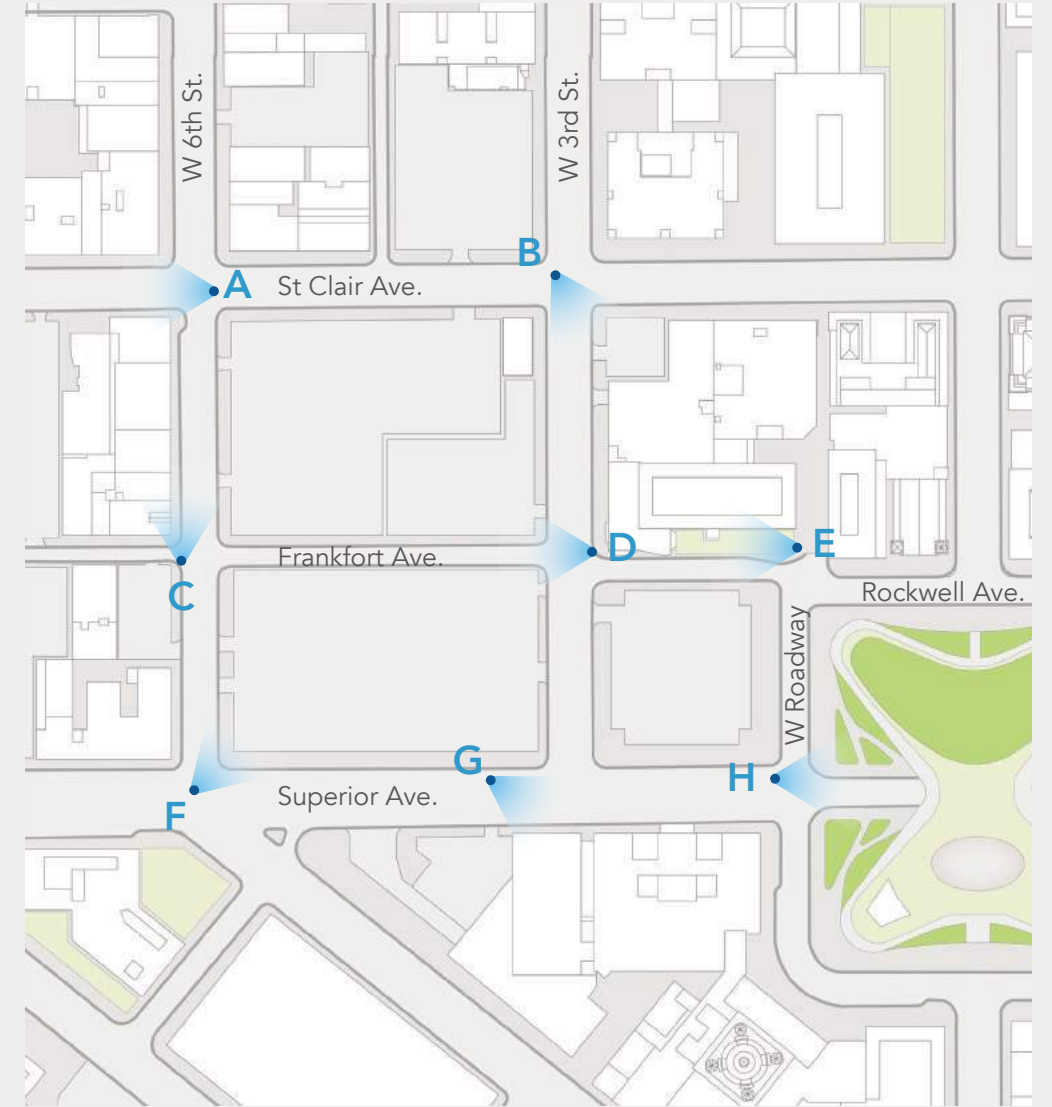 W 6th St.
W 3rd St.
B
A
St Clair Ave.
D
E
Frankfort Ave.
C
Rockwell Ave.
W Roadway
G
H
Superior Ave.
F